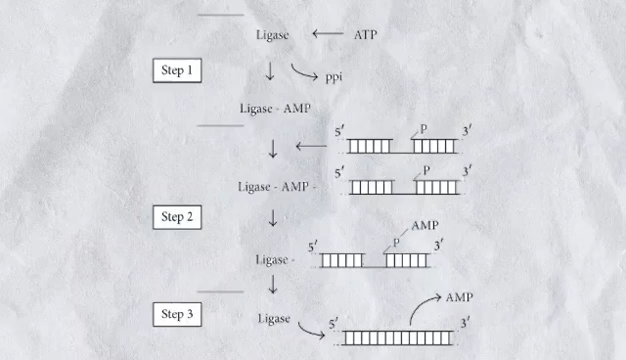 Ligase ATP
Step 1
ppi
Ligase - AMP
5' P 3'
5' P 3'
Ligase - AMP -
Step 2
AMP
5' P 3'
Ligase -
AMP
Step 3
Ligase 5' 3'